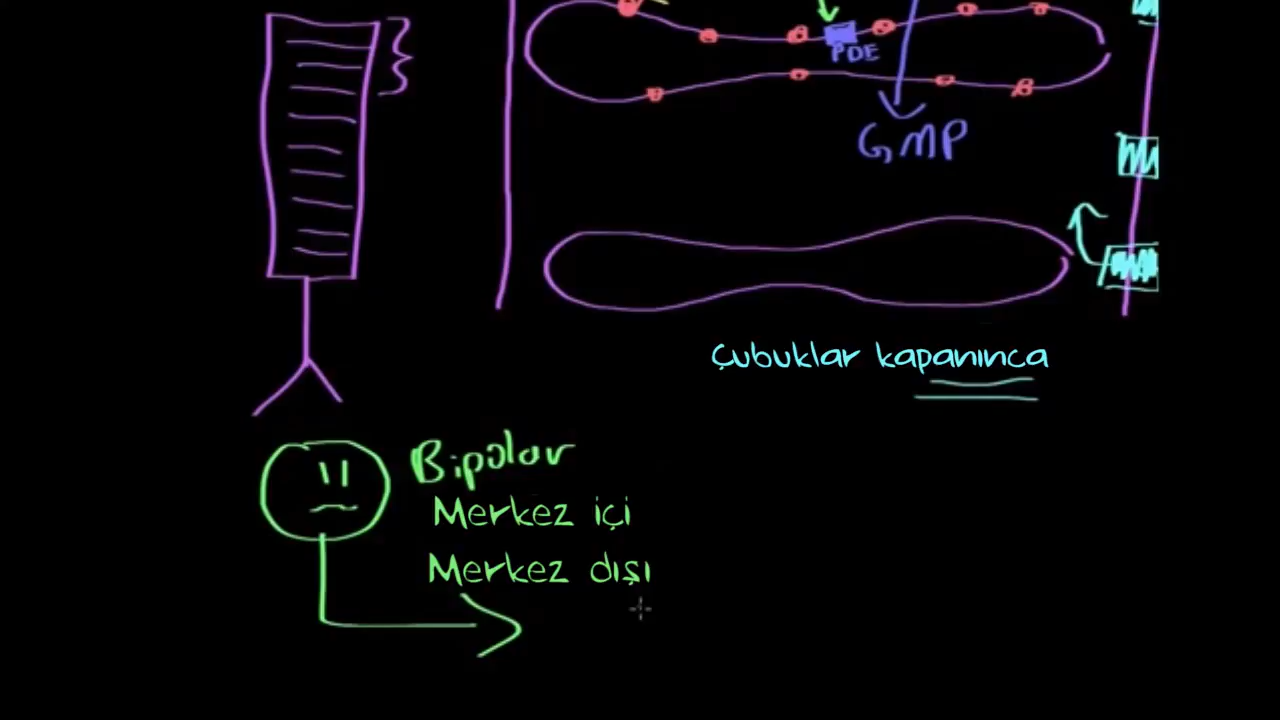 PDE
GMP
Çubuklar kapanınca
Bipolar
Merkez içi
Merkez dışı